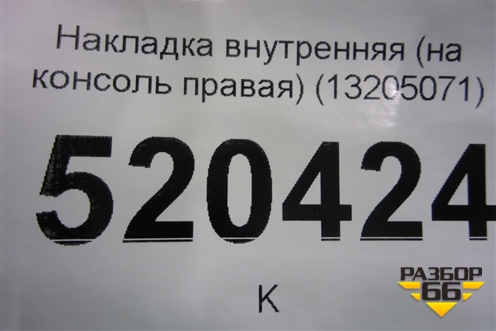 Накладка внутренняя (на
консоль правая) (13205071)
520424
К
РАЗБОР
66